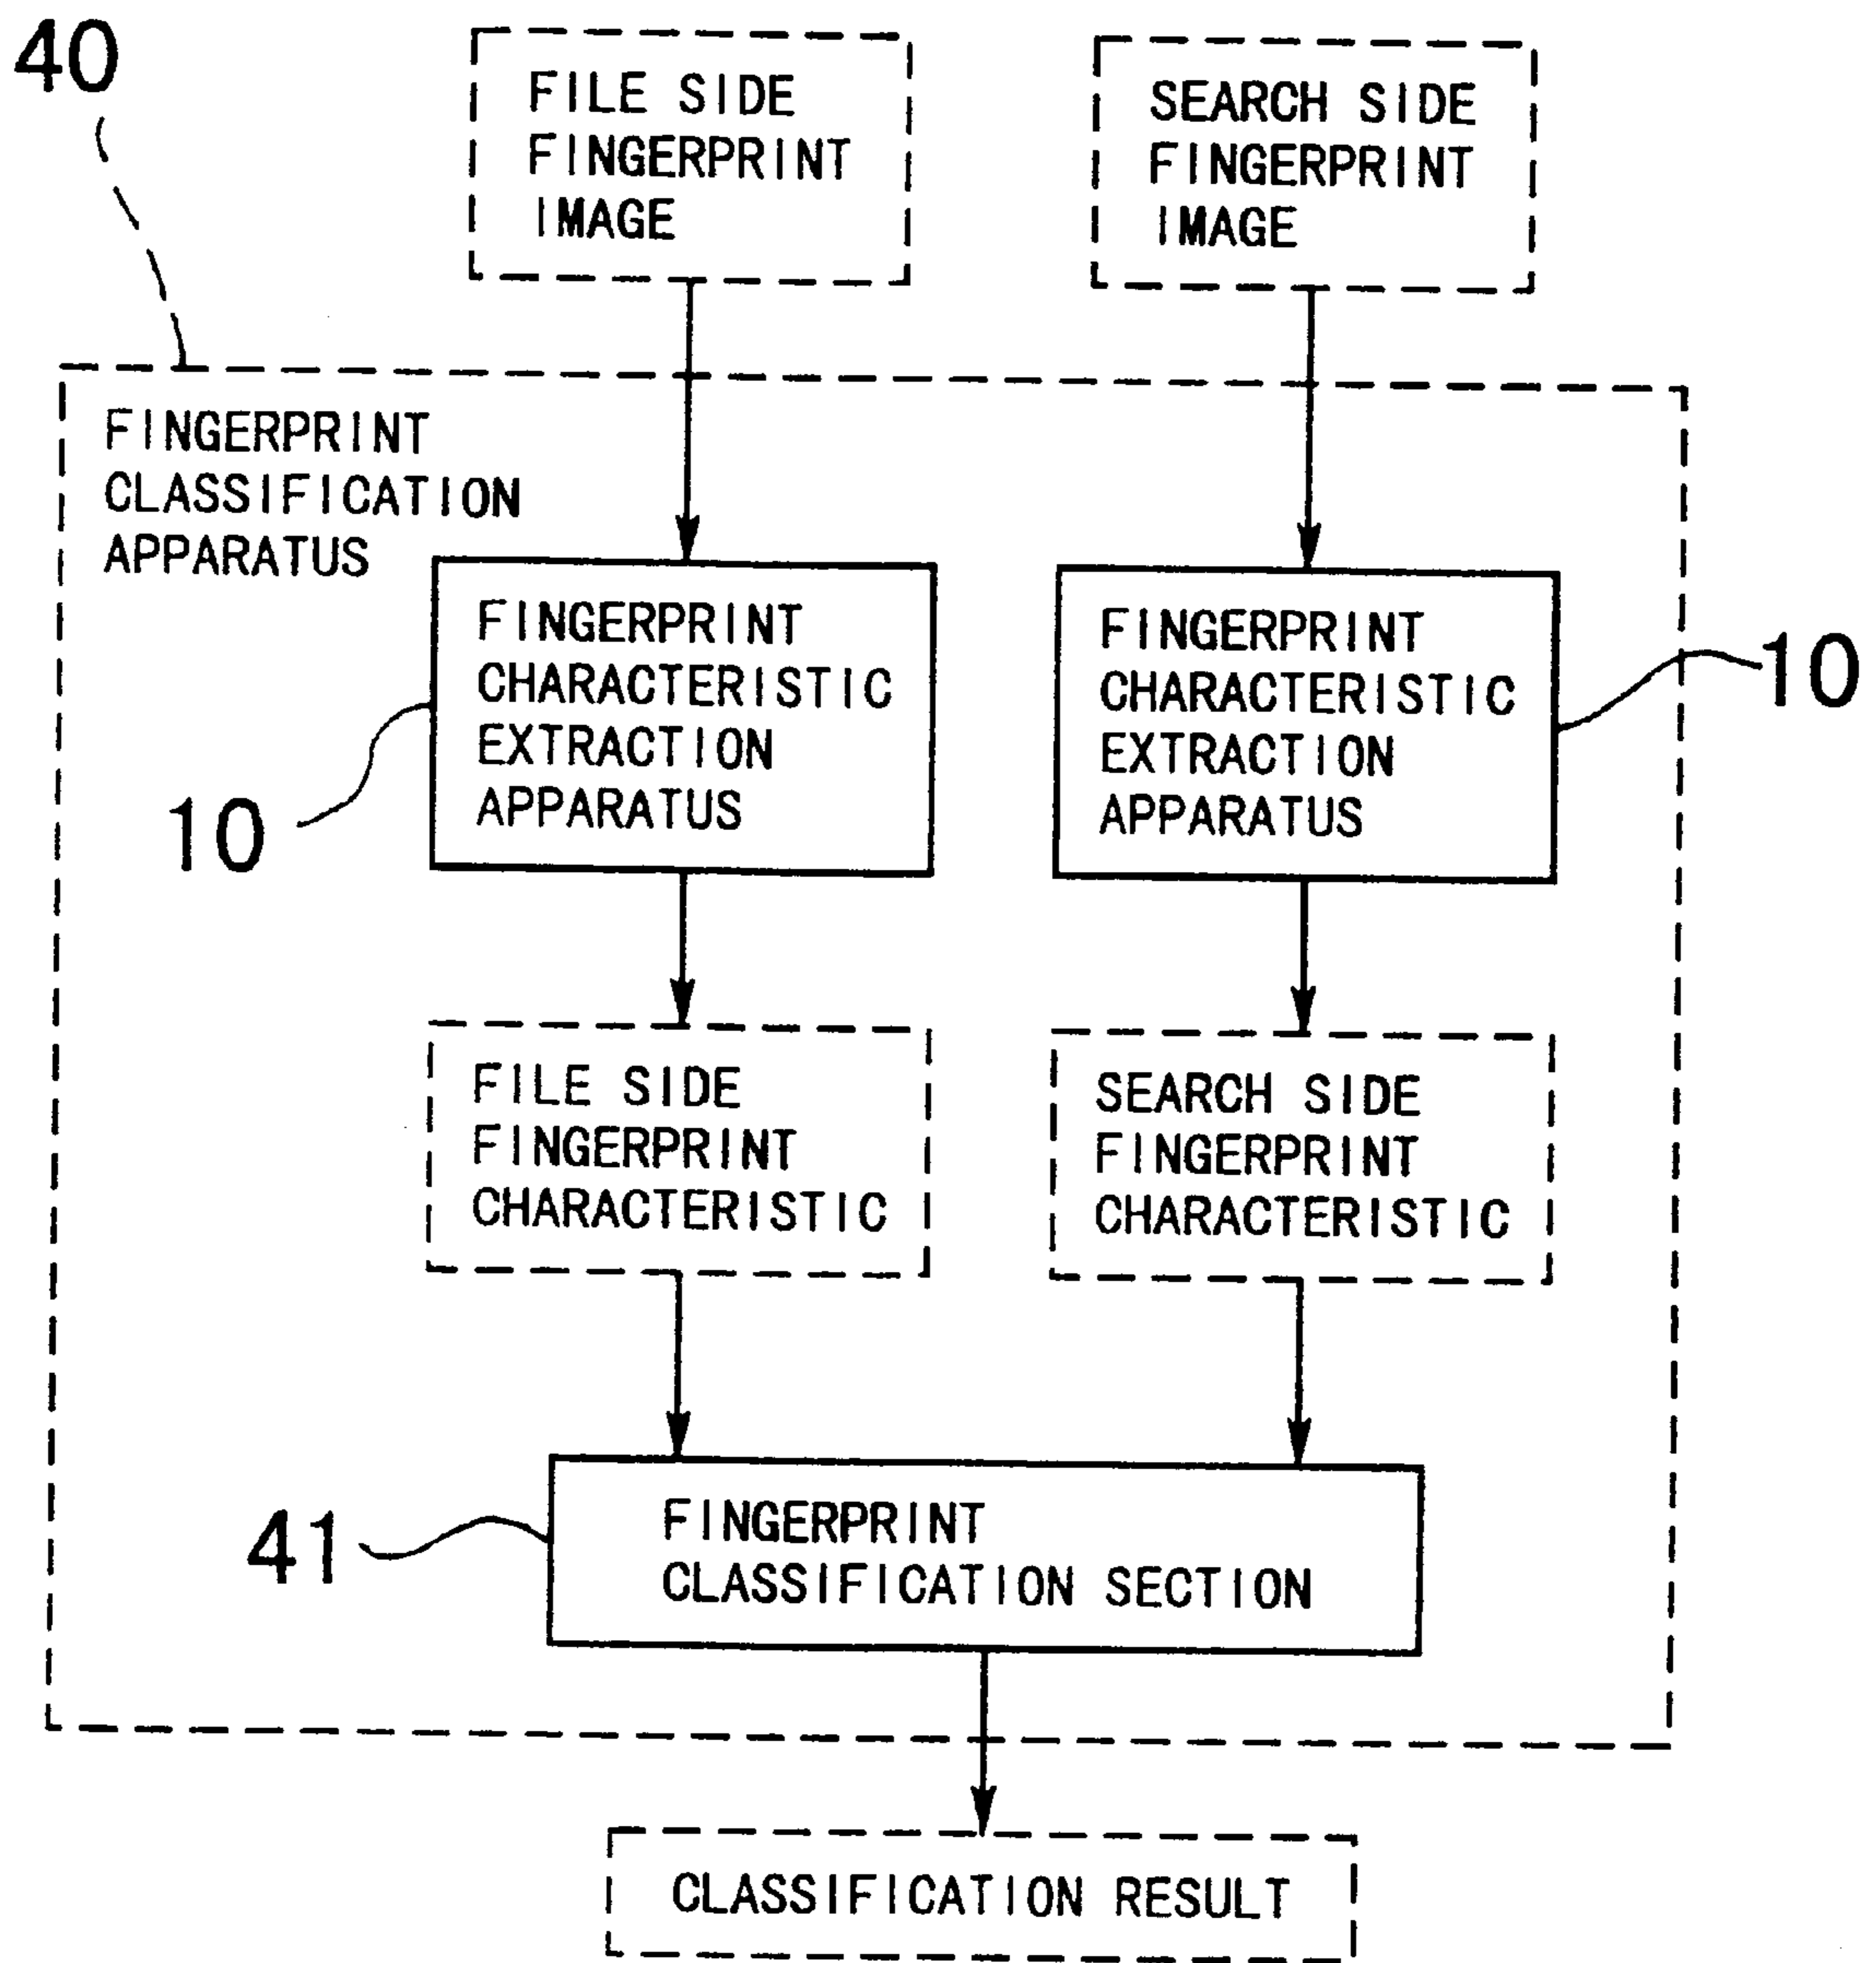 40
FILE SIDE
FINGERPRINT
IMAGE
SEARCH SIDE
FINGERPRINT
IMAGE
FINGERPRINT
CLASSIFICATION
APPARATUS
FINGERPRINT
CHARACTERISTIC
EXTRACTION
APPARATUS
10
FINGERPRINT
CHARACTERISTIC
EXTRACTION
APPARATUS
10
FILE SIDE
FINGERPRINT
CHARACTERISTIC
SEARCH SIDE
FINGERPRINT
CHARACTERISTIC
41
FINGERPRINT
CLASSIFICATION SECTION
CLASSIFICATION RESULT